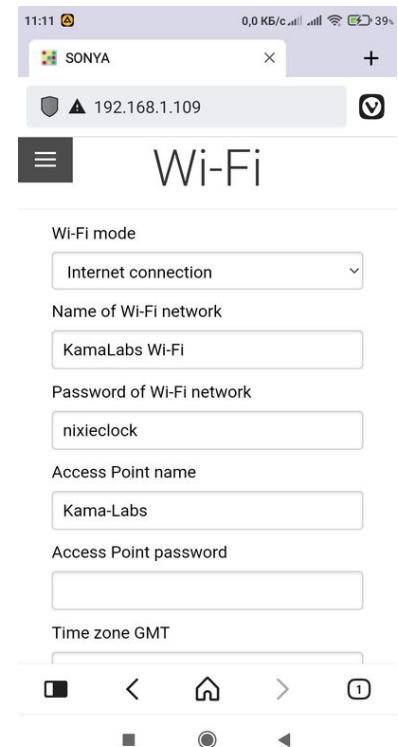 11:11 0,0 КБ/с 39%
SONYA
192.168.1.109
Wi-Fi
Wi-Fi mode
Internet connection
Name of Wi-Fi network
KamaLabs Wi-Fi
Password of Wi-Fi network
nixieclock
Access Point name
Kama-Labs
Access Point password
Time zone GMT
1